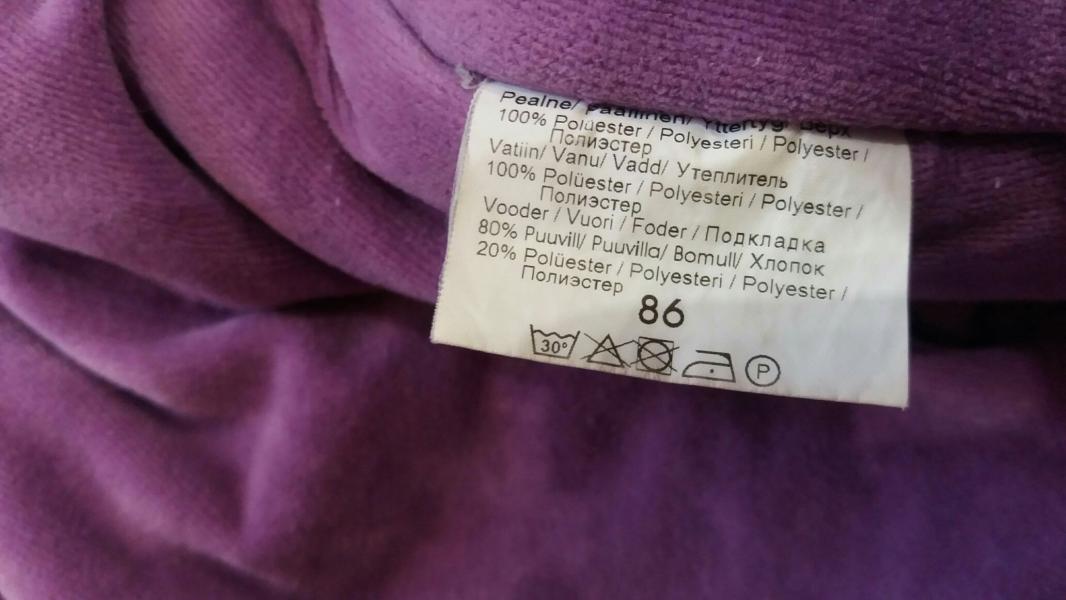 Pealne/ Päällinen/ Yttertyg/ Верх
100% Polüester / Polyesteri / Polyester /
Полиэстер
Vatiin/ Vanu/ Vadd/ Утеплитель
100% Polüester / Polyesteri / Polyester /
Полиэстер
Vooder / Vuori / Foder / Подкладка
80% Puuvill/ Puuvilla/ Bomull/ Хлопок
20% Polüester / Polyesteri / Polyester /
Полиэстер
86
30° P